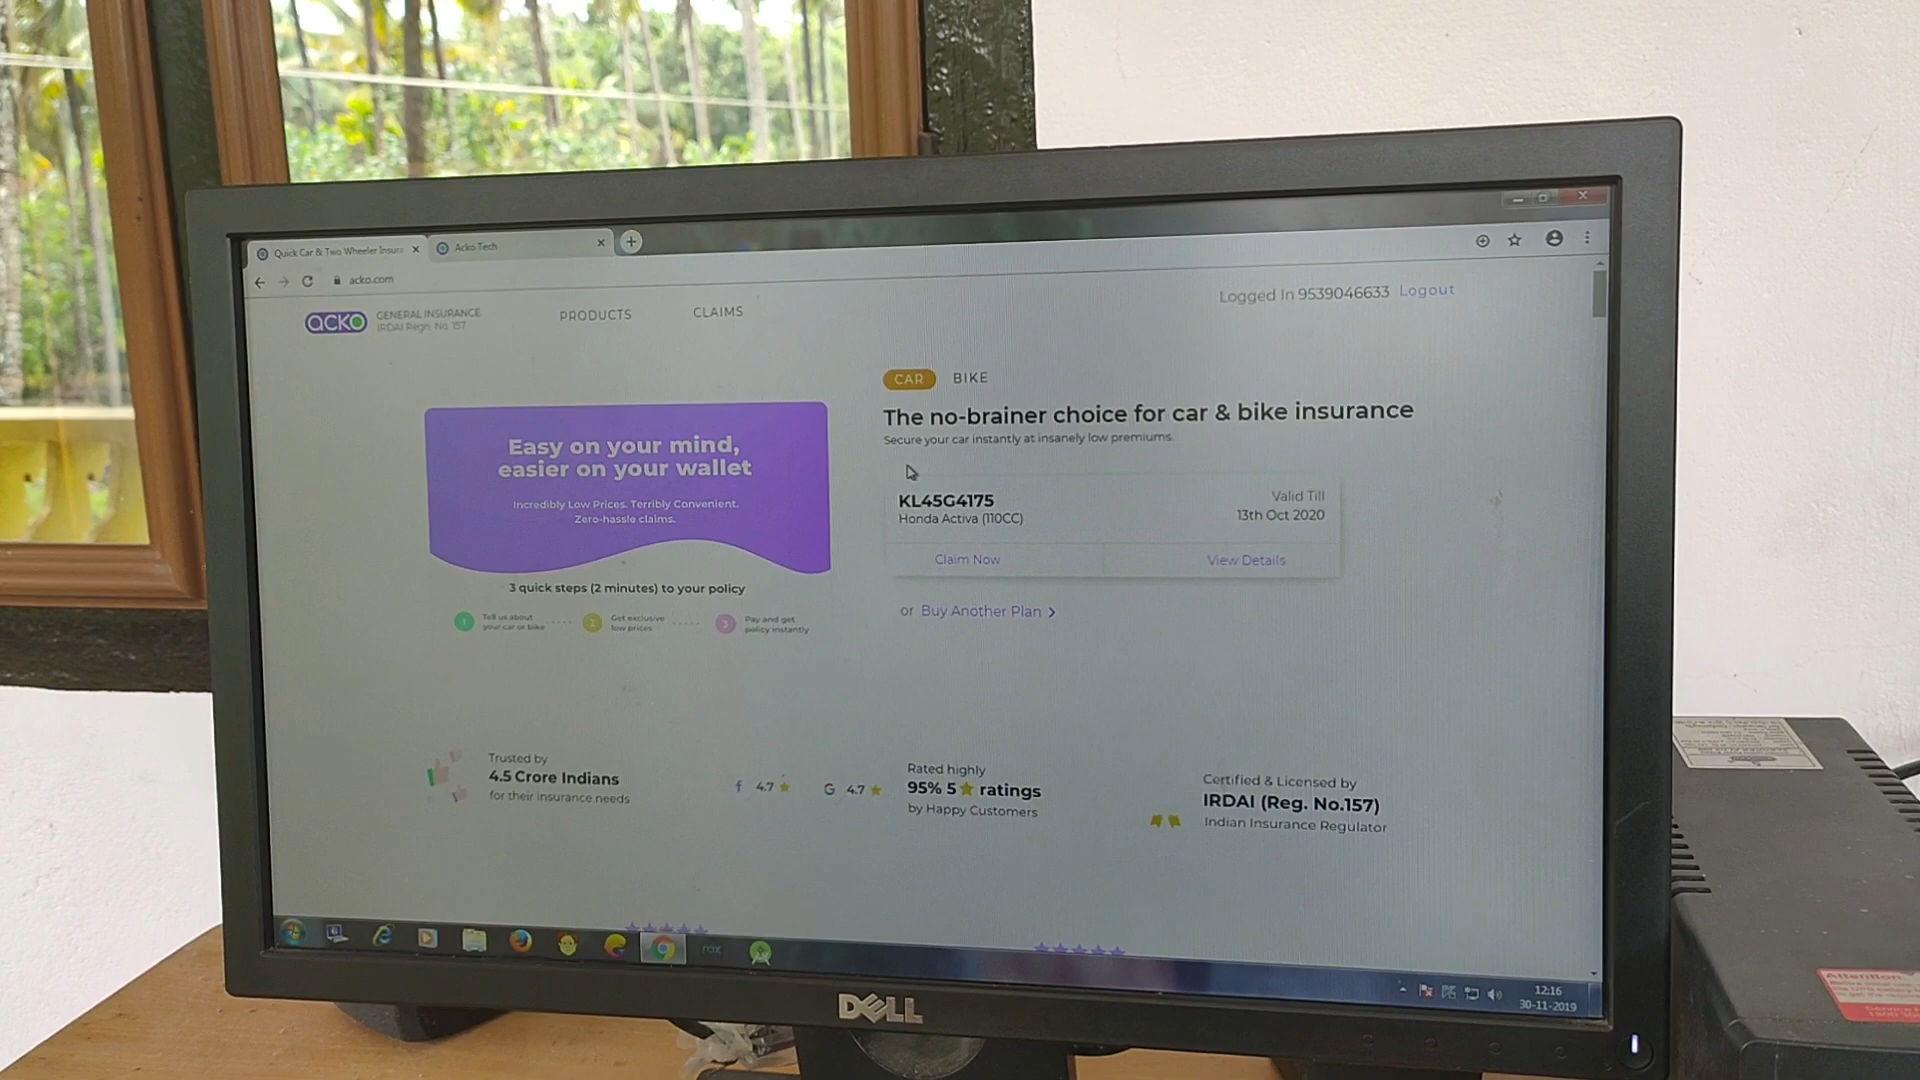 Quick Car & Two Wheeler Insur
Acko Tech
acko.com
acko GENERAL INSURANCE
IRDAI Regn. No 157
PRODUCTS
CLAIMS
Logged In 9539046633 Logout
CAR BIKE
The no-brainer choice for car & bike insurance
Secure your car instantly at insanely low premiums.
Easy on your mind,
easier on your wallet
Incredibly Low Prices. Terribly Convenient.
Zero-hassle claims.
KL45G4175
Honda Activa (110CC)
Valid Till
13th Oct 2020
Claim Now
View Details
or Buy Another Plan >
3 quick steps (2 minutes) to your policy
1 Tell us about
your car or bike
2 Get exclusive
low prices
3 Pay and get
policy instantly
Trusted by
4.5 Crore Indians
for their insurance needs
f 4.7
G 4.7
Rated highly
95% 5 ratings
by Happy Customers
Certified & Licensed by
IRDAI (Reg. No.157)
Indian Insurance Regulator
nox
12:16
30-11-2019
DELL
Attention